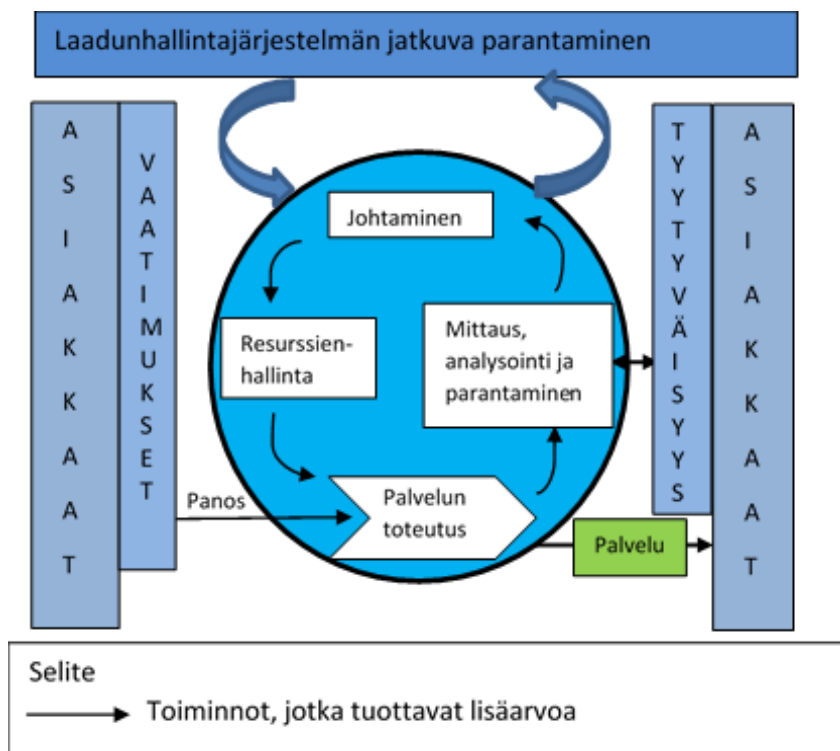 Laadunhallintajärjestelmän jatkuva parantaminen
ASIAKKAAT
VAATIMUKSET
Johtaminen
Resurssien-
hallinta
Mittaus,
analysointi ja
parantaminen
Panos
Palvelun
toteutus
Palvelu
TYYTYVÄISYYS
ASIAKKAAT
Selite
Toiminnot, jotka tuottavat lisäarvoa